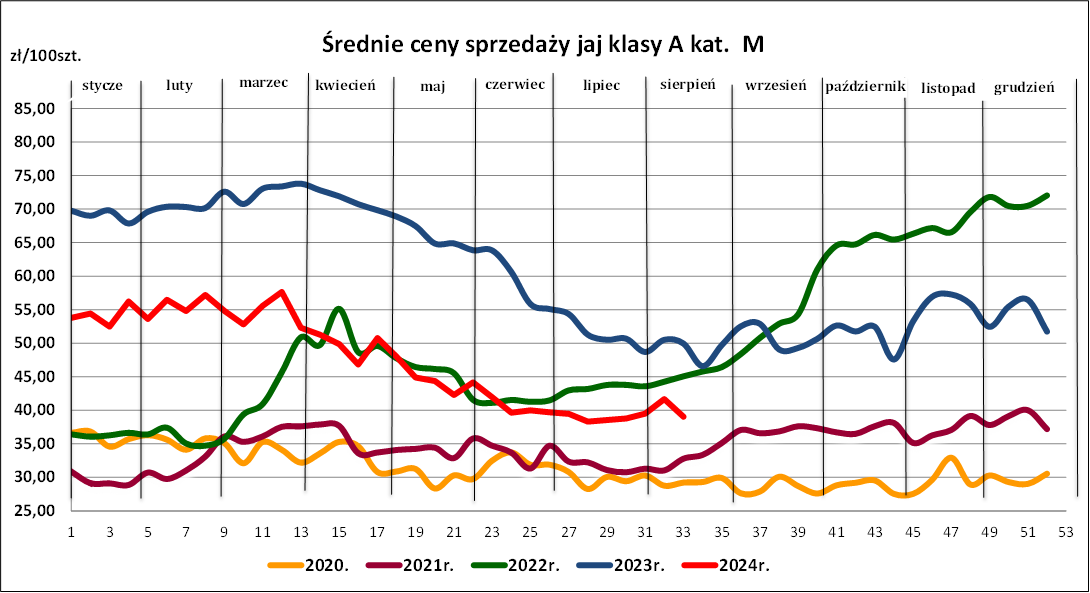 Średnie ceny sprzedaży jaj klasy A kat. M
zł/100szt.
stycze luty marzec kwiecień maj czerwiec lipiec sierpień wrzesień październik listopad grudzień
85,00
80,00
75,00
70,00
65,00
60,00
55,00
50,00
45,00
40,00
35,00
30,00
25,00
1 3 5 7 9 11 13 15 17 19 21 23 25 27 29 31 33 35 37 39 41 43 45 47 49 51 53
2020. 2021r. 2022r. 2023r. 2024r.